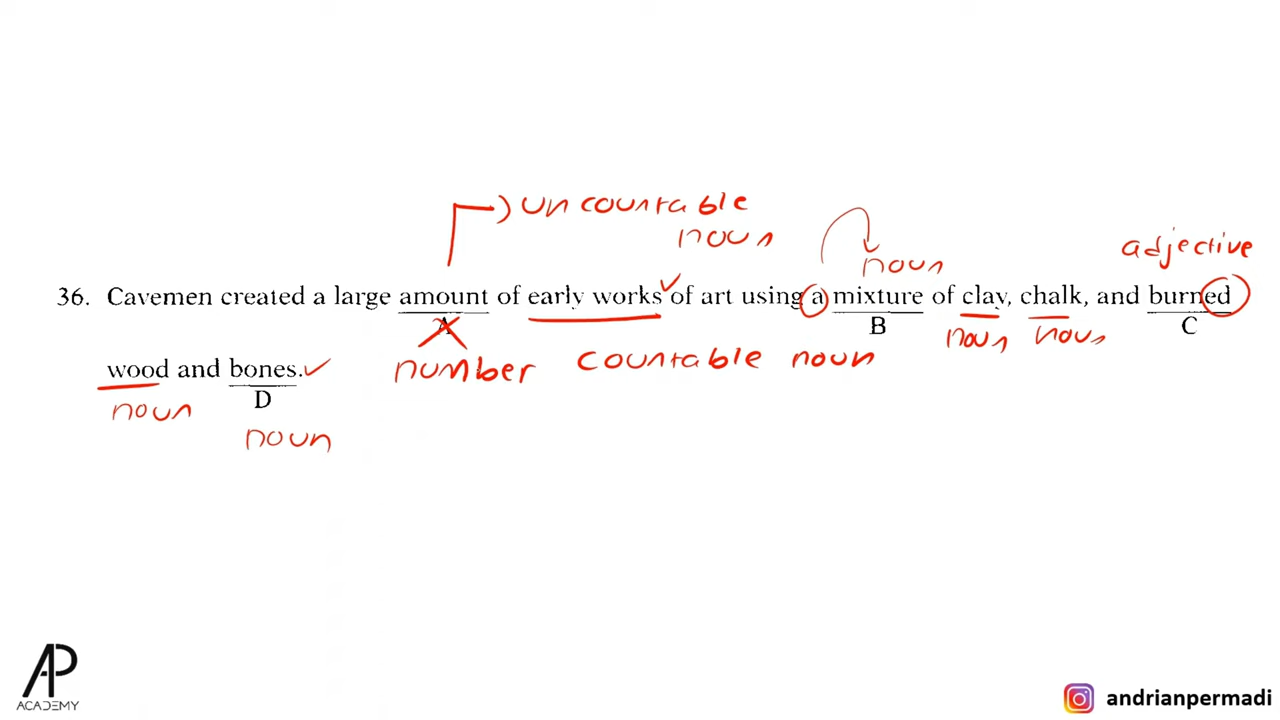 uncountable
noun
noun
adjective
36. Cavemen created a large amount of early works of art using a mixture of clay, chalk, and burned
A B C
noun noun
number countable noun
wood and bones.
D
noun
noun
AP
ACADEMY
andrianpermadi